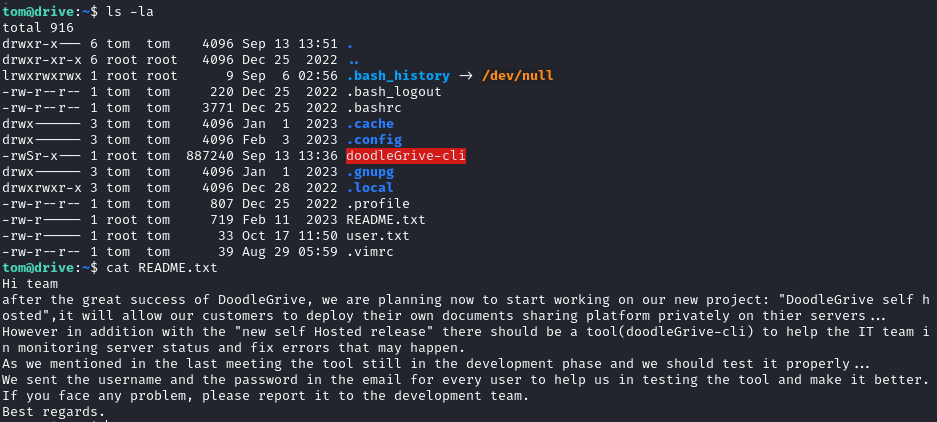 tom@drive:~$ ls -la
total 916
drwxr-x--- 6 tom  tom    4096 Sep 13 13:51 .
drwxr-xr-x 6 root root   4096 Dec 25  2022 ..
lrwxrwxrwx 1 root root      9 Sep  6 02:56 .bash_history -> /dev/null
-rw-r--r-- 1 tom  tom     220 Dec 25  2022 .bash_logout
-rw-r--r-- 1 tom  tom    3771 Dec 25  2022 .bashrc
drwx------ 3 tom  tom    4096 Jan  1  2023 .cache
drwx------ 3 tom  tom    4096 Feb  3  2023 .config
-rwSr-x--- 1 root tom  887240 Sep 13 13:36 doodleGrive-cli
drwx------ 3 tom  tom    4096 Jan  1  2023 .gnupg
drwxrwxr-x 3 tom  tom    4096 Dec 28  2022 .local
-rw-r--r-- 1 tom  tom     807 Dec 25  2022 .profile
-rw-r----- 1 root tom     719 Feb 11  2023 README.txt
-rw-r----- 1 root tom      33 Oct 17 11:50 user.txt
-rw-r--r-- 1 tom  tom      39 Aug 29 05:59 .vimrc
tom@drive:~$ cat README.txt
Hi team
after the great success of DoodleGrive, we are planning now to start working on our new project: "DoodleGrive self h
osted",it will allow our customers to deploy their own documents sharing platform privately on thier servers...
However in addition with the "new self Hosted release" there should be a tool(doodleGrive-cli) to help the IT team i
n monitoring server status and fix errors that may happen.
As we mentioned in the last meeting the tool still in the development phase and we should test it properly...
We sent the username and the password in the email for every user to help us in testing the tool and make it better.
If you face any problem, please report it to the development team.
Best regards.